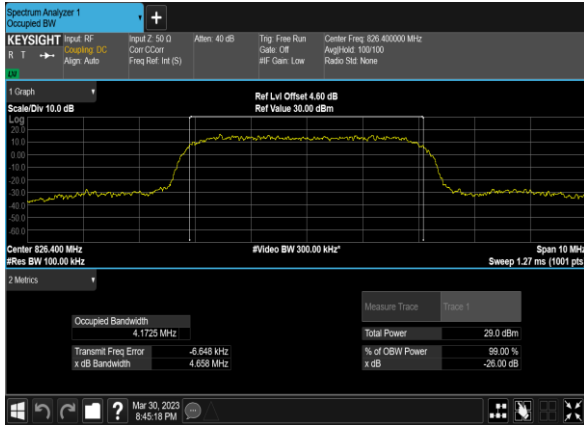 Spectrum Analyzer 1
Occupied BW
+
KEYSIGHT Input: RF Input Z: 50 Ω Atten: 40 dB Trig: Free Run Center Freq: 826.400000 MHz
R T Coupling: DC Corr CCorr Gate: Off Avg|Hold: 100/100
Align: Auto Freq Ref: Int (S) #IF Gain: Low Radio Std: None
LXI
1 Graph
Ref Lvl Offset 4.60 dB
Scale/Div 10.0 dB Ref Value 30.00 dBm
Log
20.0
10.0
0.00
-10.0
-20.0
-30.0
-40.0
-50.0
-60.0
Center 826.400 MHz #Video BW 300.00 kHz* Span 10 MHz
#Res BW 100.00 kHz Sweep 1.27 ms (1001 pts
2 Metrics
Measure Trace Trace 1
Occupied Bandwidth
4.1725 MHz Total Power 29.0 dBm
Transmit Freq Error -6.648 kHz % of OBW Power 99.00 %
x dB Bandwidth 4.658 MHz x dB -26.00 dB
? Mar 30, 2023
8:45:18 PM